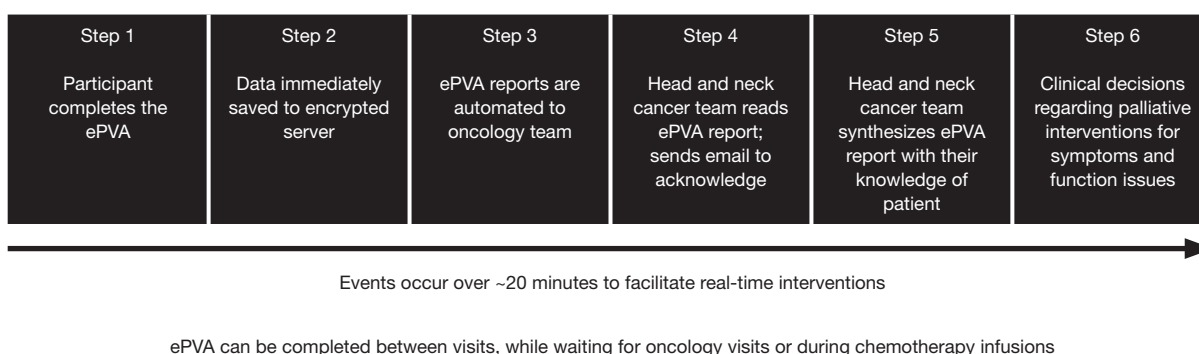 Step 1
Participant
completes the
ePVA
Step 2
Data immediately
saved to encrypted
server
Step 3
ePVA reports are
automated to
oncology team
Step 4
Head and neck
cancer team reads
ePVA report;
sends email to
acknowledge
Step 5
Head and neck
cancer team
synthesizes ePVA
report with their
knowledge of
patient
Step 6
Clinical decisions
regarding palliative
interventions for
symptoms and
function issues
Events occur over ~20 minutes to facilitate real-time interventions
ePVA can be completed between visits, while waiting for oncology visits or during chemotherapy infusions